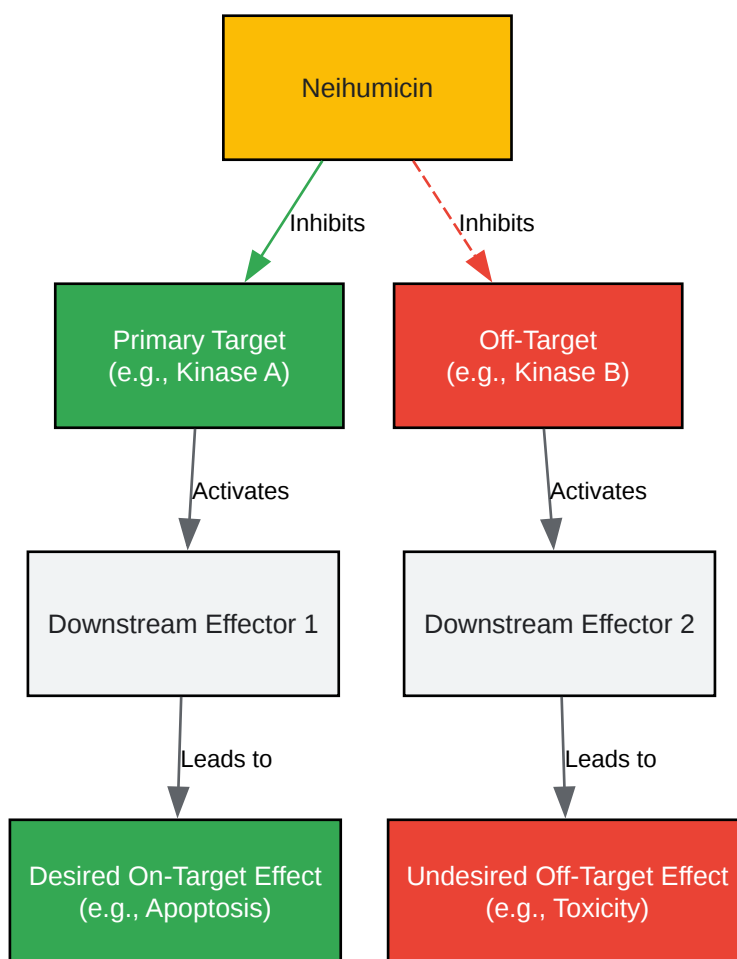 Neihumicin
Inhibits
Inhibits
Primary Target
(e.g., Kinase A)
Off-Target
(e.g., Kinase B)
Activates
Activates
Downstream Effector 1
Downstream Effector 2
Leads to
Leads to
Desired On-Target Effect
(e.g., Apoptosis)
Undesired Off-Target Effect
(e.g., Toxicity)